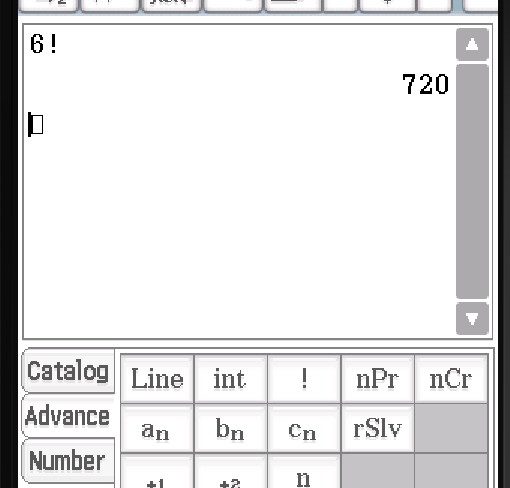 6!
720
Catalog
Line int ! nPr nCr
Advance
an bn cn rSlv
Number
n